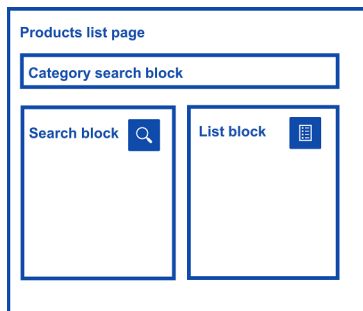 Products list page
Category search block
Search block
List block